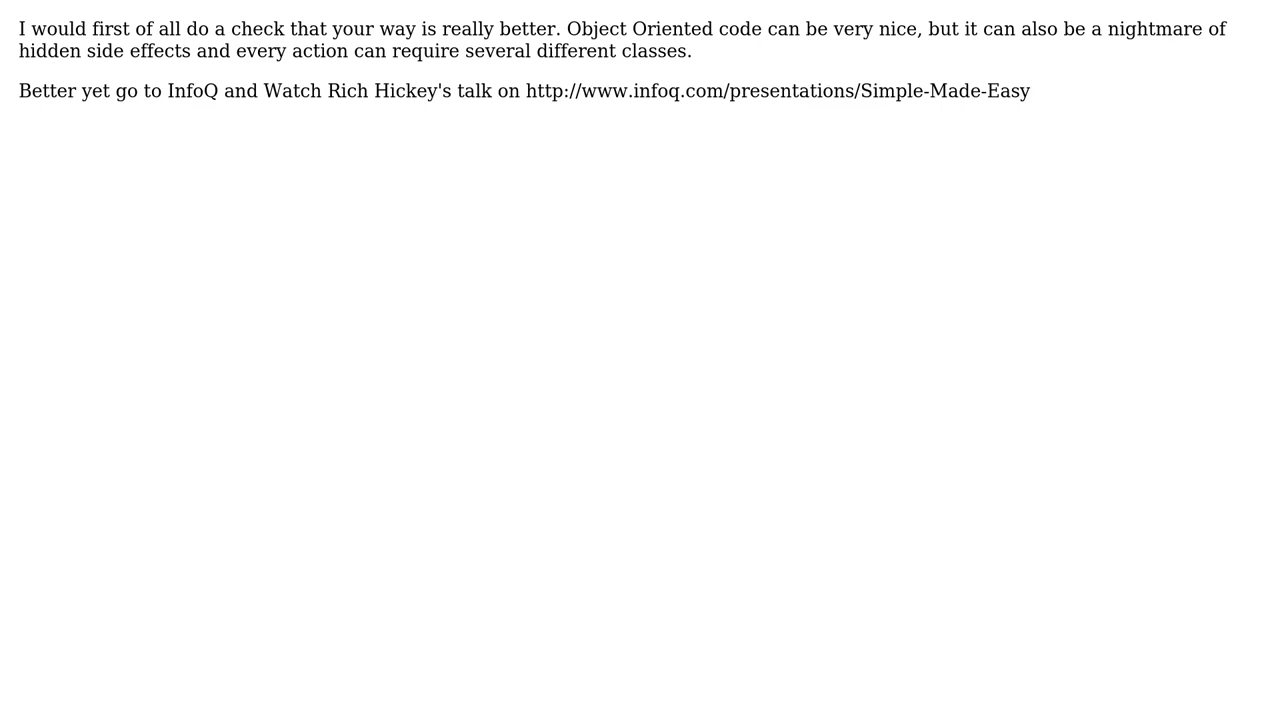 I would first of all do a check that your way is really better. Object Oriented code can be very nice, but it can also be a nightmare of
hidden side effects and every action can require several different classes.
Better yet go to InfoQ and Watch Rich Hickey's talk on http://www.infoq.com/presentations/Simple-Made-Easy